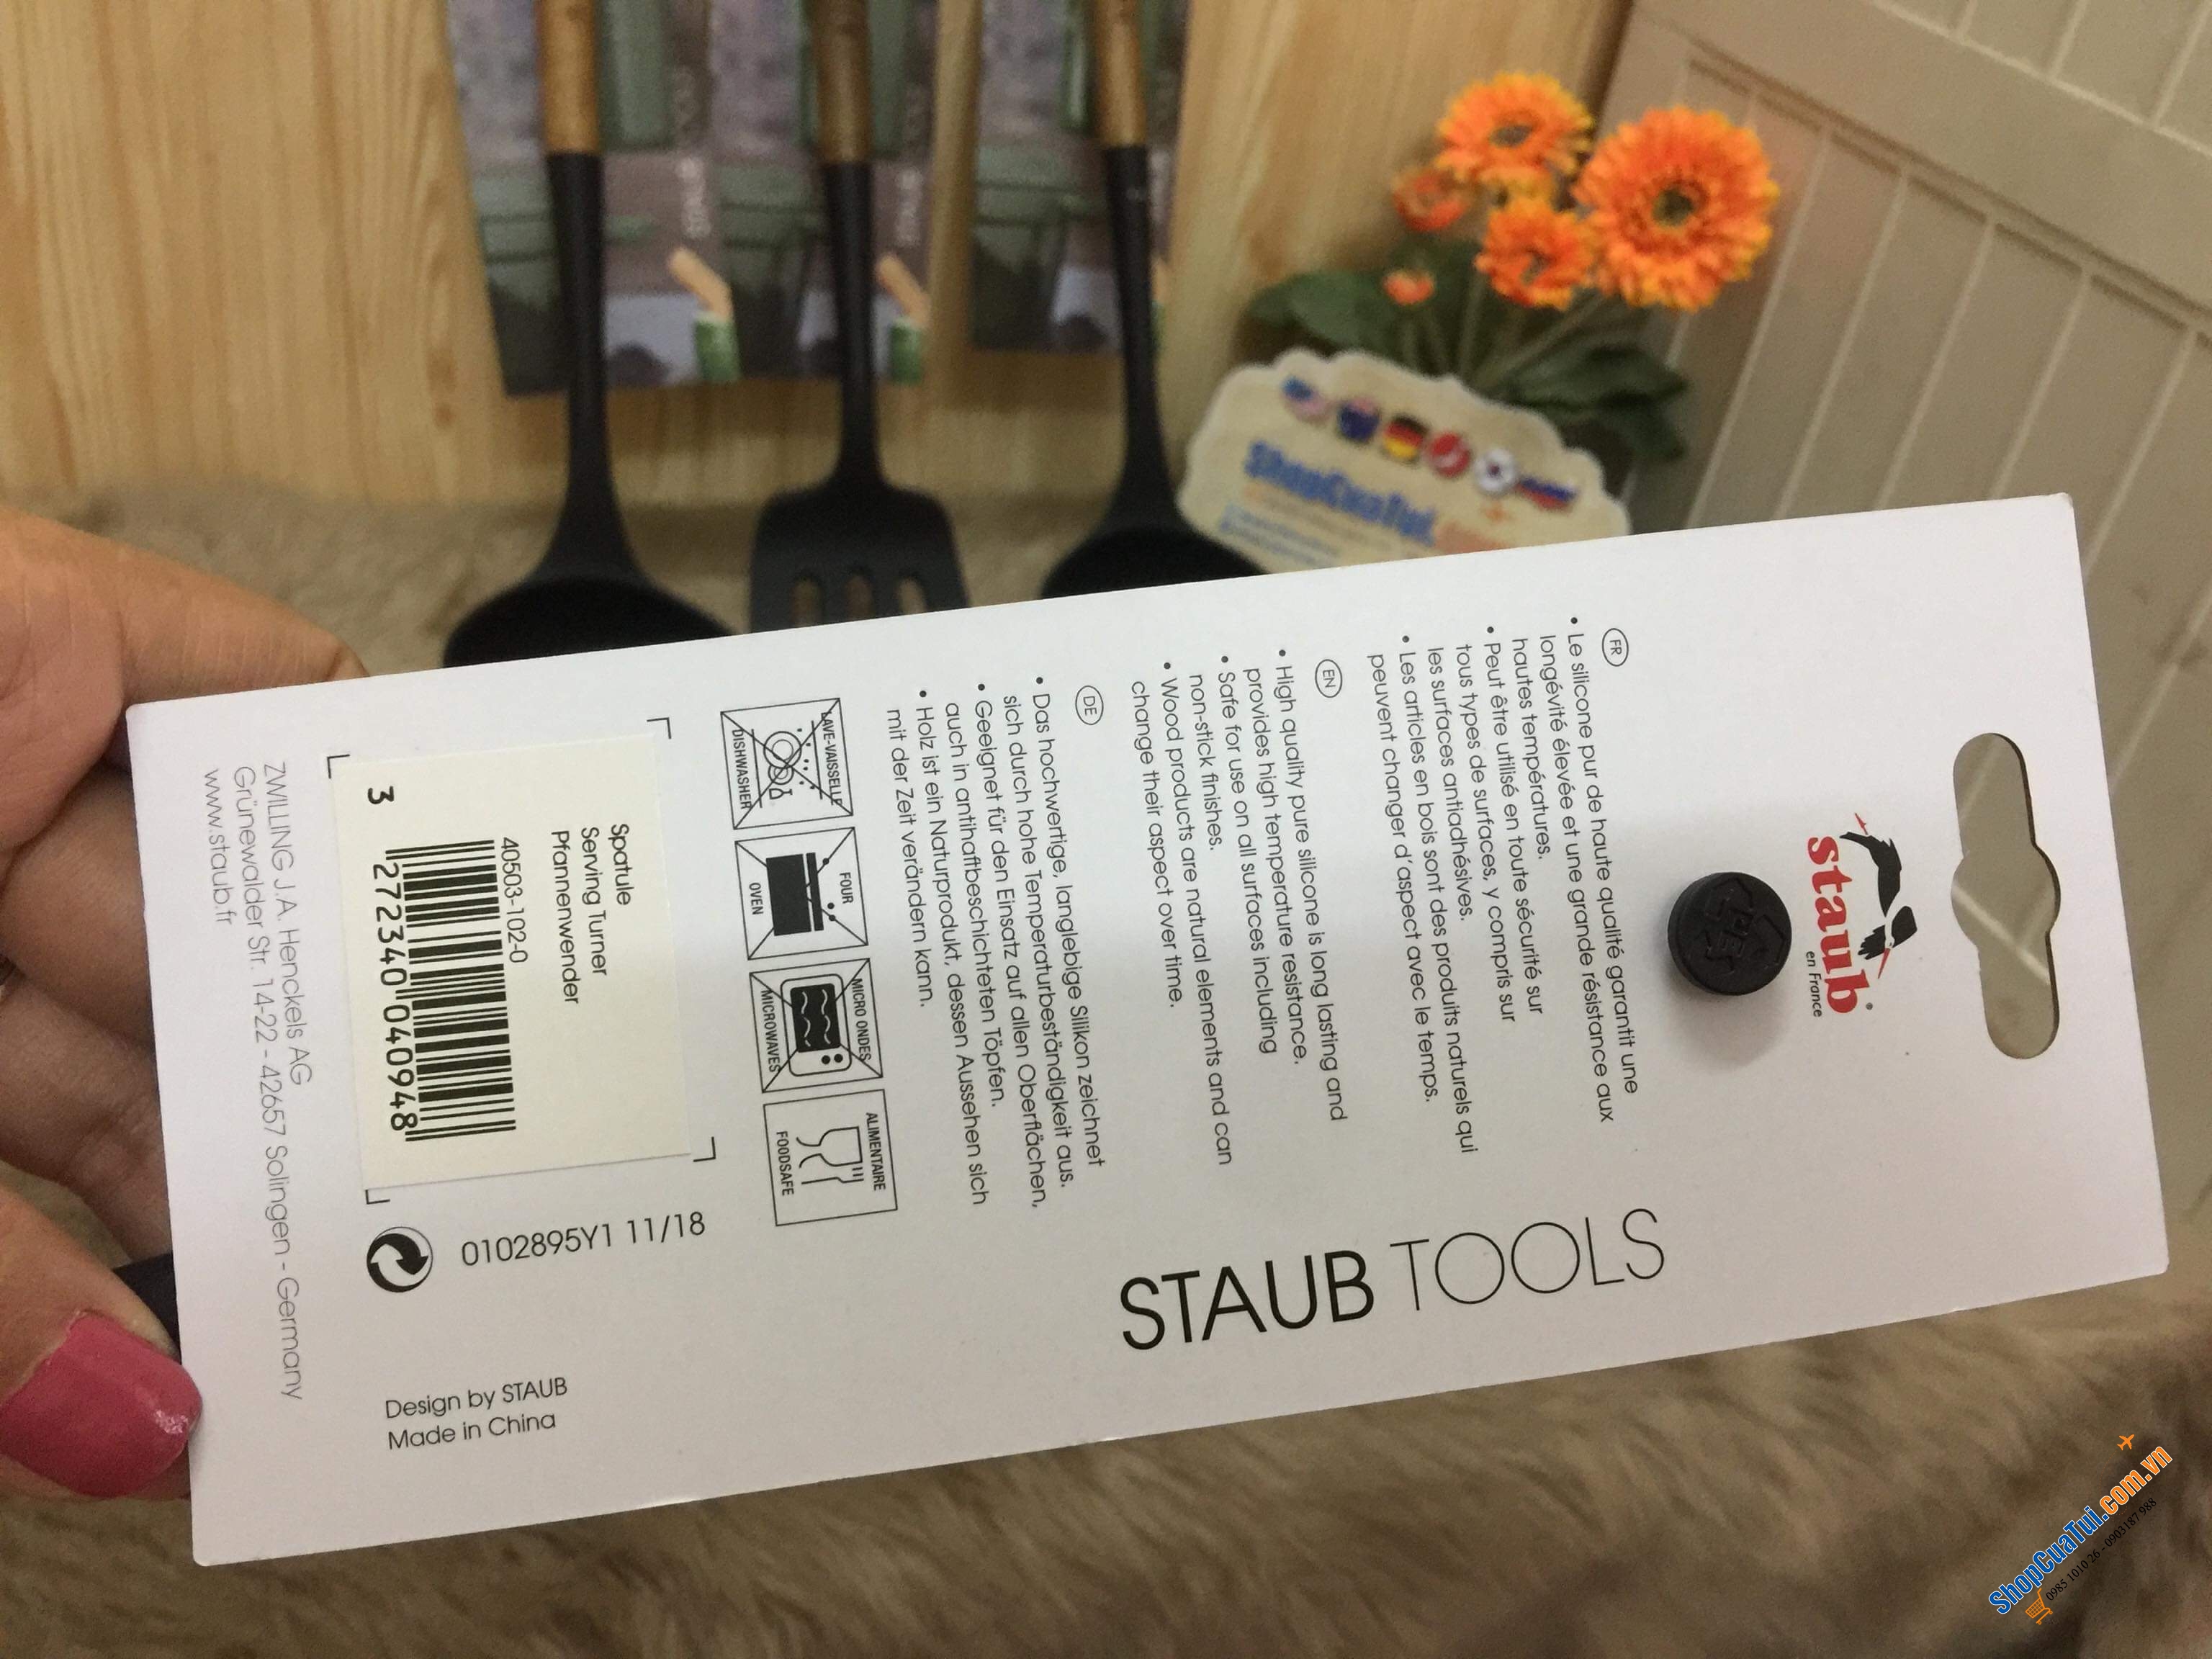 staub
en France
STAUB TOOLS
FR
• Le silicone pur de haute qualité garantit une
longévité élevée et une grande résistance aux
hautes températures.
• Peut être utilisé en toute sécurité sur
tous types de surfaces, y compris sur
les surfaces antiadhésives.
• Les articles en bois sont des produits naturels qui
peuvent changer d'aspect avec le temps.
EN
• High quality pure silicone is long lasting and
provides high temperature resistance.
• Safe for use on all surfaces including
non-stick finishes.
• Wood products are natural elements and can
change their aspect over time.
DE
• Das hochwertige, langlebige Silikon zeichnet
sich durch hohe Temperaturbeständigkeit aus.
• Geeignet für den Einsatz auf allen Oberflächen,
auch in antihaftbeschichteten Töpfen.
• Holz ist ein Naturprodukt, dessen Aussehen sich
mit der Zeit verändern kann.
LAVE-VAISSELLE
DISHWASHER
FOUR
OVEN
MICRO ONDES
MICROWAVES
ALIMENTAIRE
FOODSAFE
Spatule
Serving Turner
Pfannenwender
40503-102-0
3 272340 040948
0102895Y1 11/18
Design by STAUB
Made in China
ZWILLING J.A. Henckels AG
Grünewalder Str. 14-22 - 42657 Solingen - Germany
www.staub.fr
ShopCuaTui
STAUB
STAUB
ShopCuaTui.com.vn
0985 1010 26 - 0903187 988